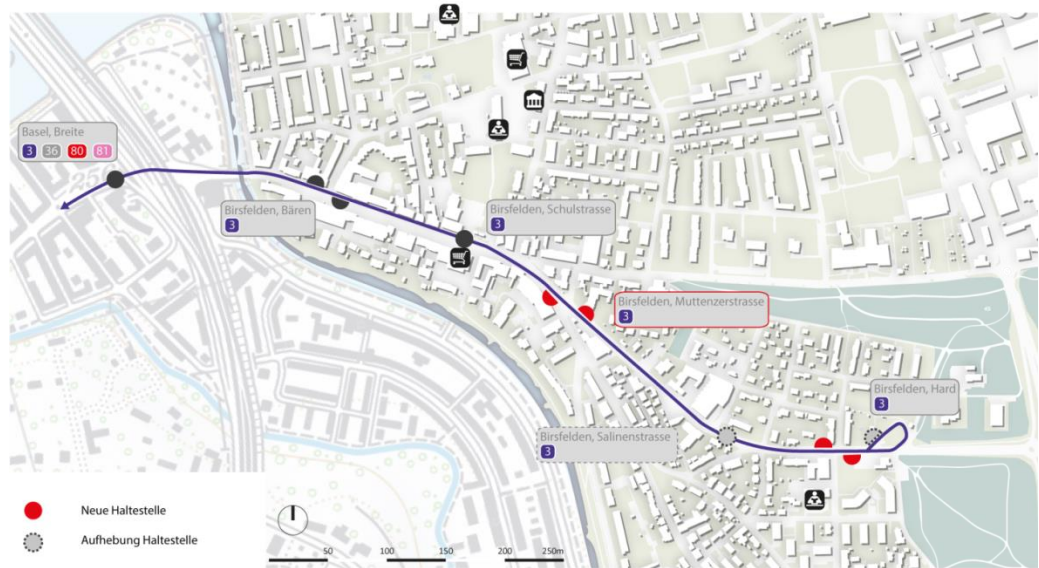 Basel, Breite
3 36 80 81
Birsfelden, Bären
3
Birsfelden, Schulstrasse
3
Birsfelden, Muttenzerstrasse
3
Birsfelden, Hard
3
Birsfelden, Salinenstrasse
3
Neue Haltestelle
Aufhebung Haltestelle
50 100 150 200 250m